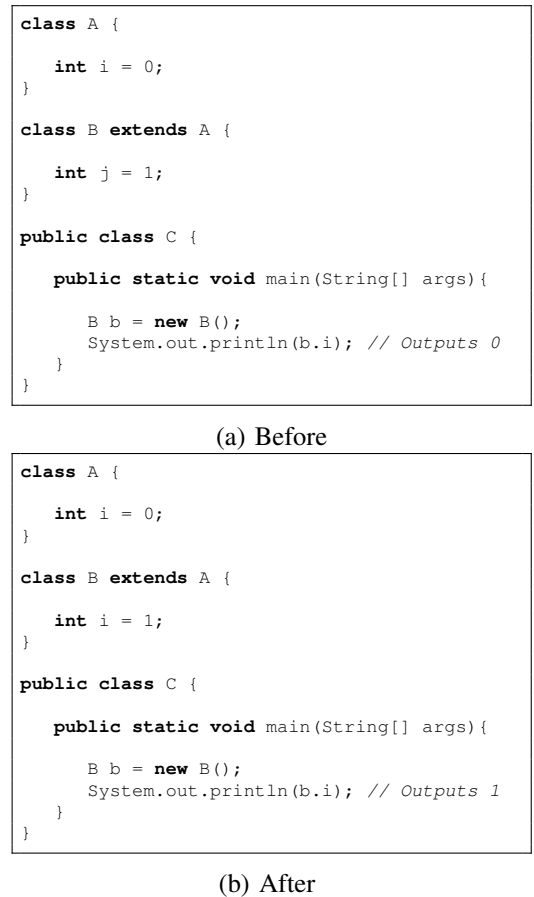 class A {
int i = 0;
}
class B extends A {
int j = 1;
}
public class C {
public static void main(String[] args){
B b = new B();
System.out.println(b.i); // Outputs 0
}
}
(a) Before
class A {
int i = 0;
}
class B extends A {
int i = 1;
}
public class C {
public static void main(String[] args){
B b = new B();
System.out.println(b.i); // Outputs 1
}
}
(b) After